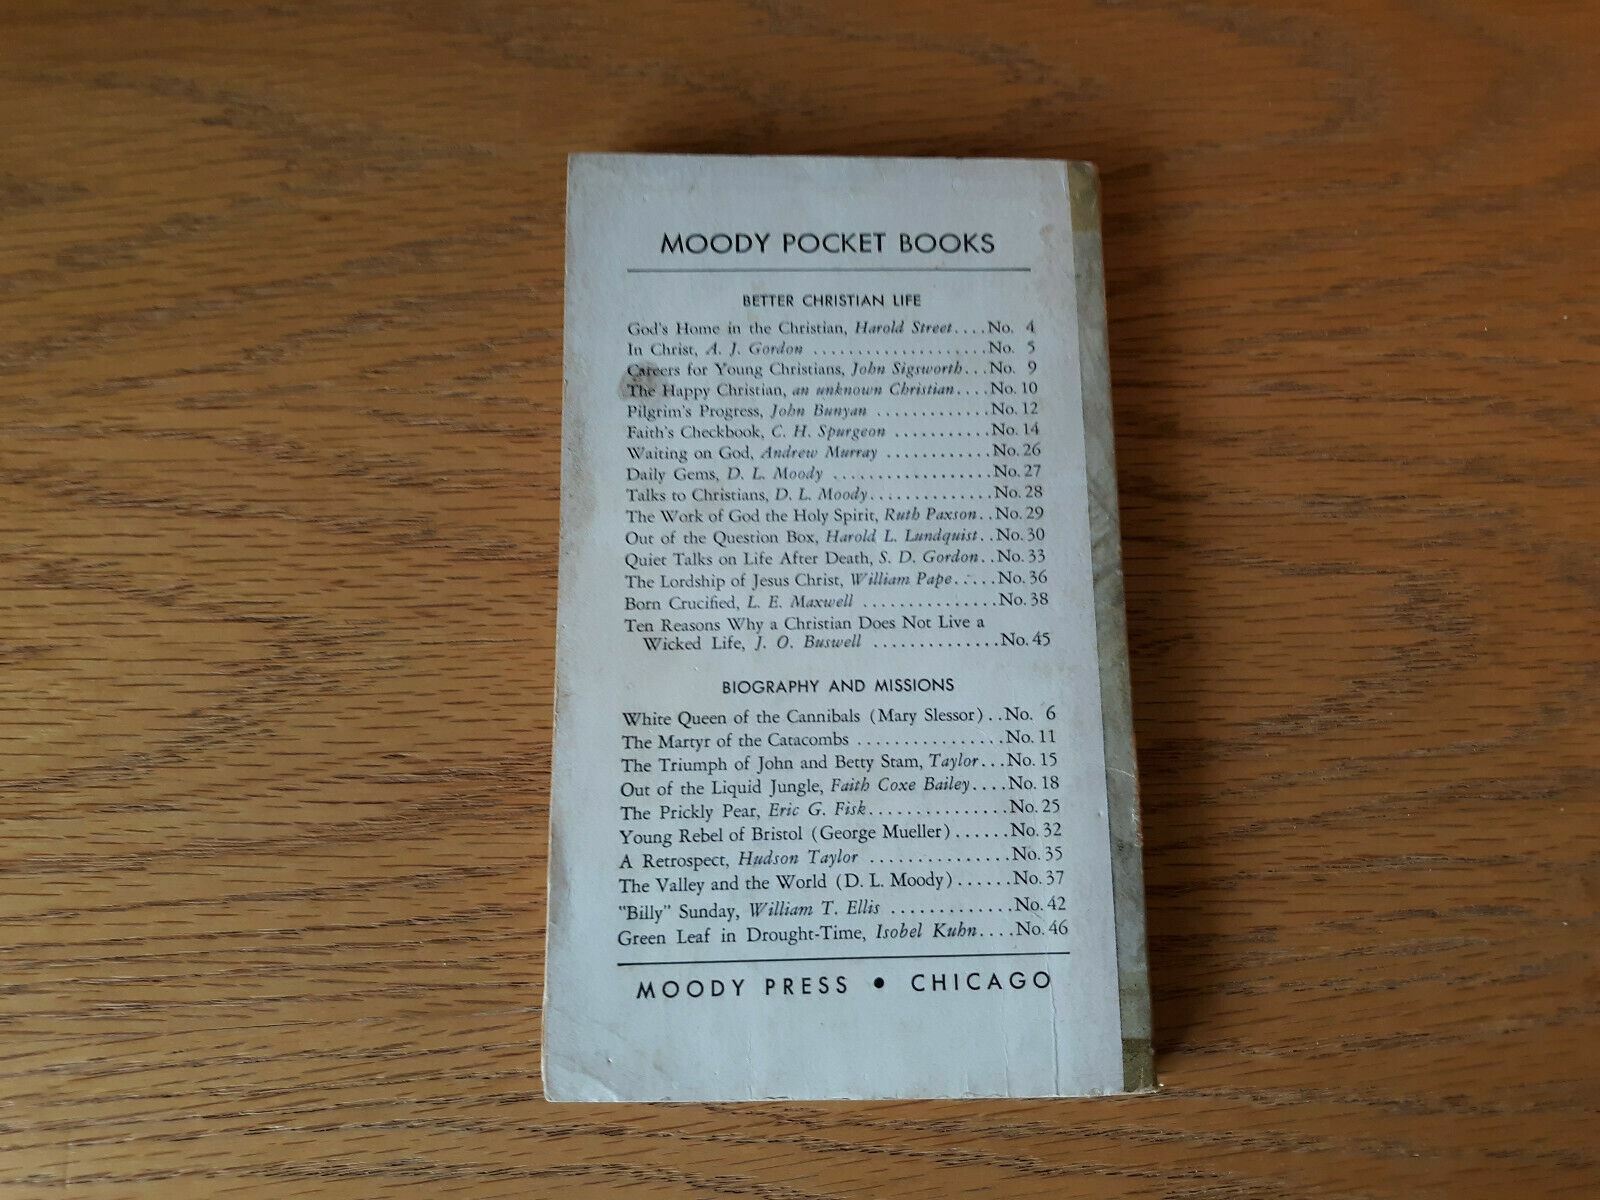 MOODY POCKET BOOKS
BETTER CHRISTIAN LIFE
God's Home in the Christian, Harold Street....No. 4
In Christ, A. J. Gordon ....................No. 5
Careers for Young Christians, John Sigsworth...No. 9
The Happy Christian, an unknown Christian....No. 10
Pilgrim's Progress, John Bunyan .............No. 12
Faith's Checkbook, C. H. Spurgeon ...........No. 14
Waiting on God, Andrew Murray ............No. 26
Daily Gems, D. L. Moody ..................No. 27
Talks to Christians, D. L. Moody..............No. 28
The Work of God the Holy Spirit, Ruth Paxson..No. 29
Out of the Question Box, Harold L. Lundquist..No. 30
Quiet Talks on Life After Death, S. D. Gordon..No. 33
The Lordship of Jesus Christ, William Pape.....No. 36
Born Crucified, L. E. Maxwell ...............No. 38
Ten Reasons Why a Christian Does Not Live a
Wicked Life, J. O. Buswell ..............No. 45
BIOGRAPHY AND MISSIONS
White Queen of the Cannibals (Mary Slessor)..No. 6
The Martyr of the Catacombs ................No. 11
The Triumph of John and Betty Stam, Taylor...No. 15
Out of the Liquid Jungle, Faith Coxe Bailey....No. 18
The Prickly Pear, Eric G. Fisk................No. 25
Young Rebel of Bristol (George Mueller)......No. 32
A Retrospect, Hudson Taylor ................No. 35
The Valley and the World (D. L. Moody)......No. 37
"Billy" Sunday, William T. Ellis .............No. 42
Green Leaf in Drought-Time, Isobel Kuhn....No. 46
MOODY PRESS • CHICAGO